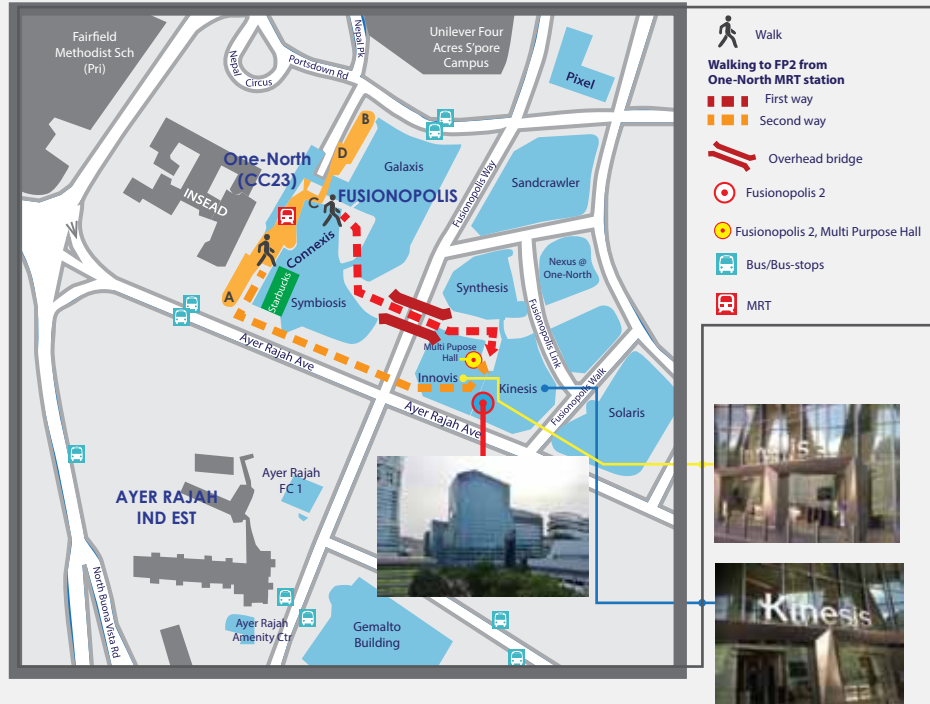 Fairfield
Methodist Sch
(Pri)
Nepal
Circus
Portsdown Rd
Nepal Pk
Unilever Four
Acres S'pore
Campus
Pixel
B
D
C
A
One-North
(CC23)
INSEAD
Galaxis
FUSIONOPOLIS
Fusionopolis Way
Sandcrawler
Connexis
Starbucks
Symbiosis
Synthesis
Nexus @
One-North
Fusionopolis Link
Fusionopolis Walk
Ayer Rajah Ave
Multi Pupose
Hall
Innovis
Kinesis
Solaris
Ayer Rajah Ave
AYER RAJAH
IND EST
Ayer Rajah
FC 1
North Buona Vista Rd
Ayer Rajah
Amenity Ctr
Gemalto
Building
Walk
Walking to FP2 from
One-North MRT station
First way
Second way
Overhead bridge
Fusionopolis 2
Fusionopolis 2, Multi Purpose Hall
Bus/Bus-stops
MRT
Innovis
Kinesis